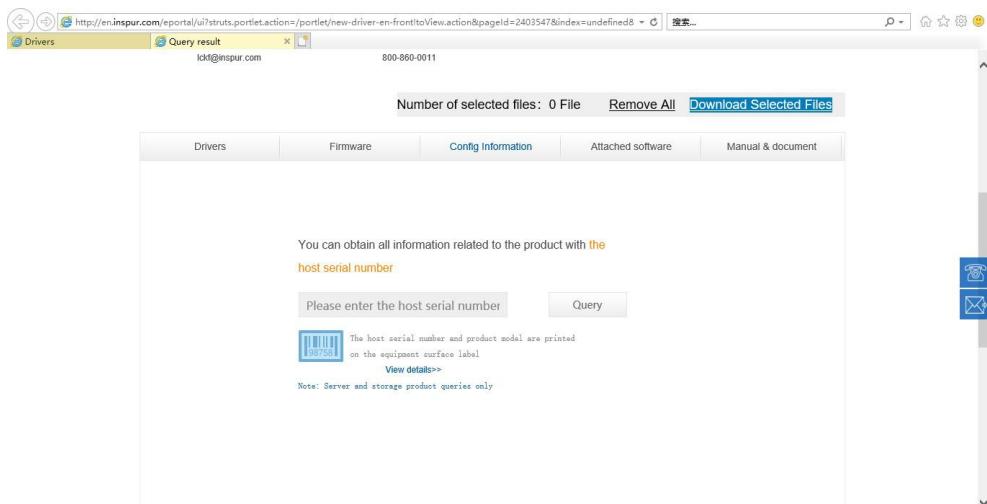 http://en.inspur.com/eportal/ui?struts.portlet.action=/portlet/new-driver-en-front!toView.action&pageId=2403547&index=undefined&
搜索...
Drivers
Query result
lckf@inspur.com
800-860-0011
Number of selected files: 0 File Remove All Download Selected Files
Drivers Firmware Config Information Attached software Manual & document
You can obtain all information related to the product with the
host serial number
Please enter the host serial number Query
The host serial number and product model are printed
98758 on the equipment surface label
View details>>
Note: Server and storage product queries only